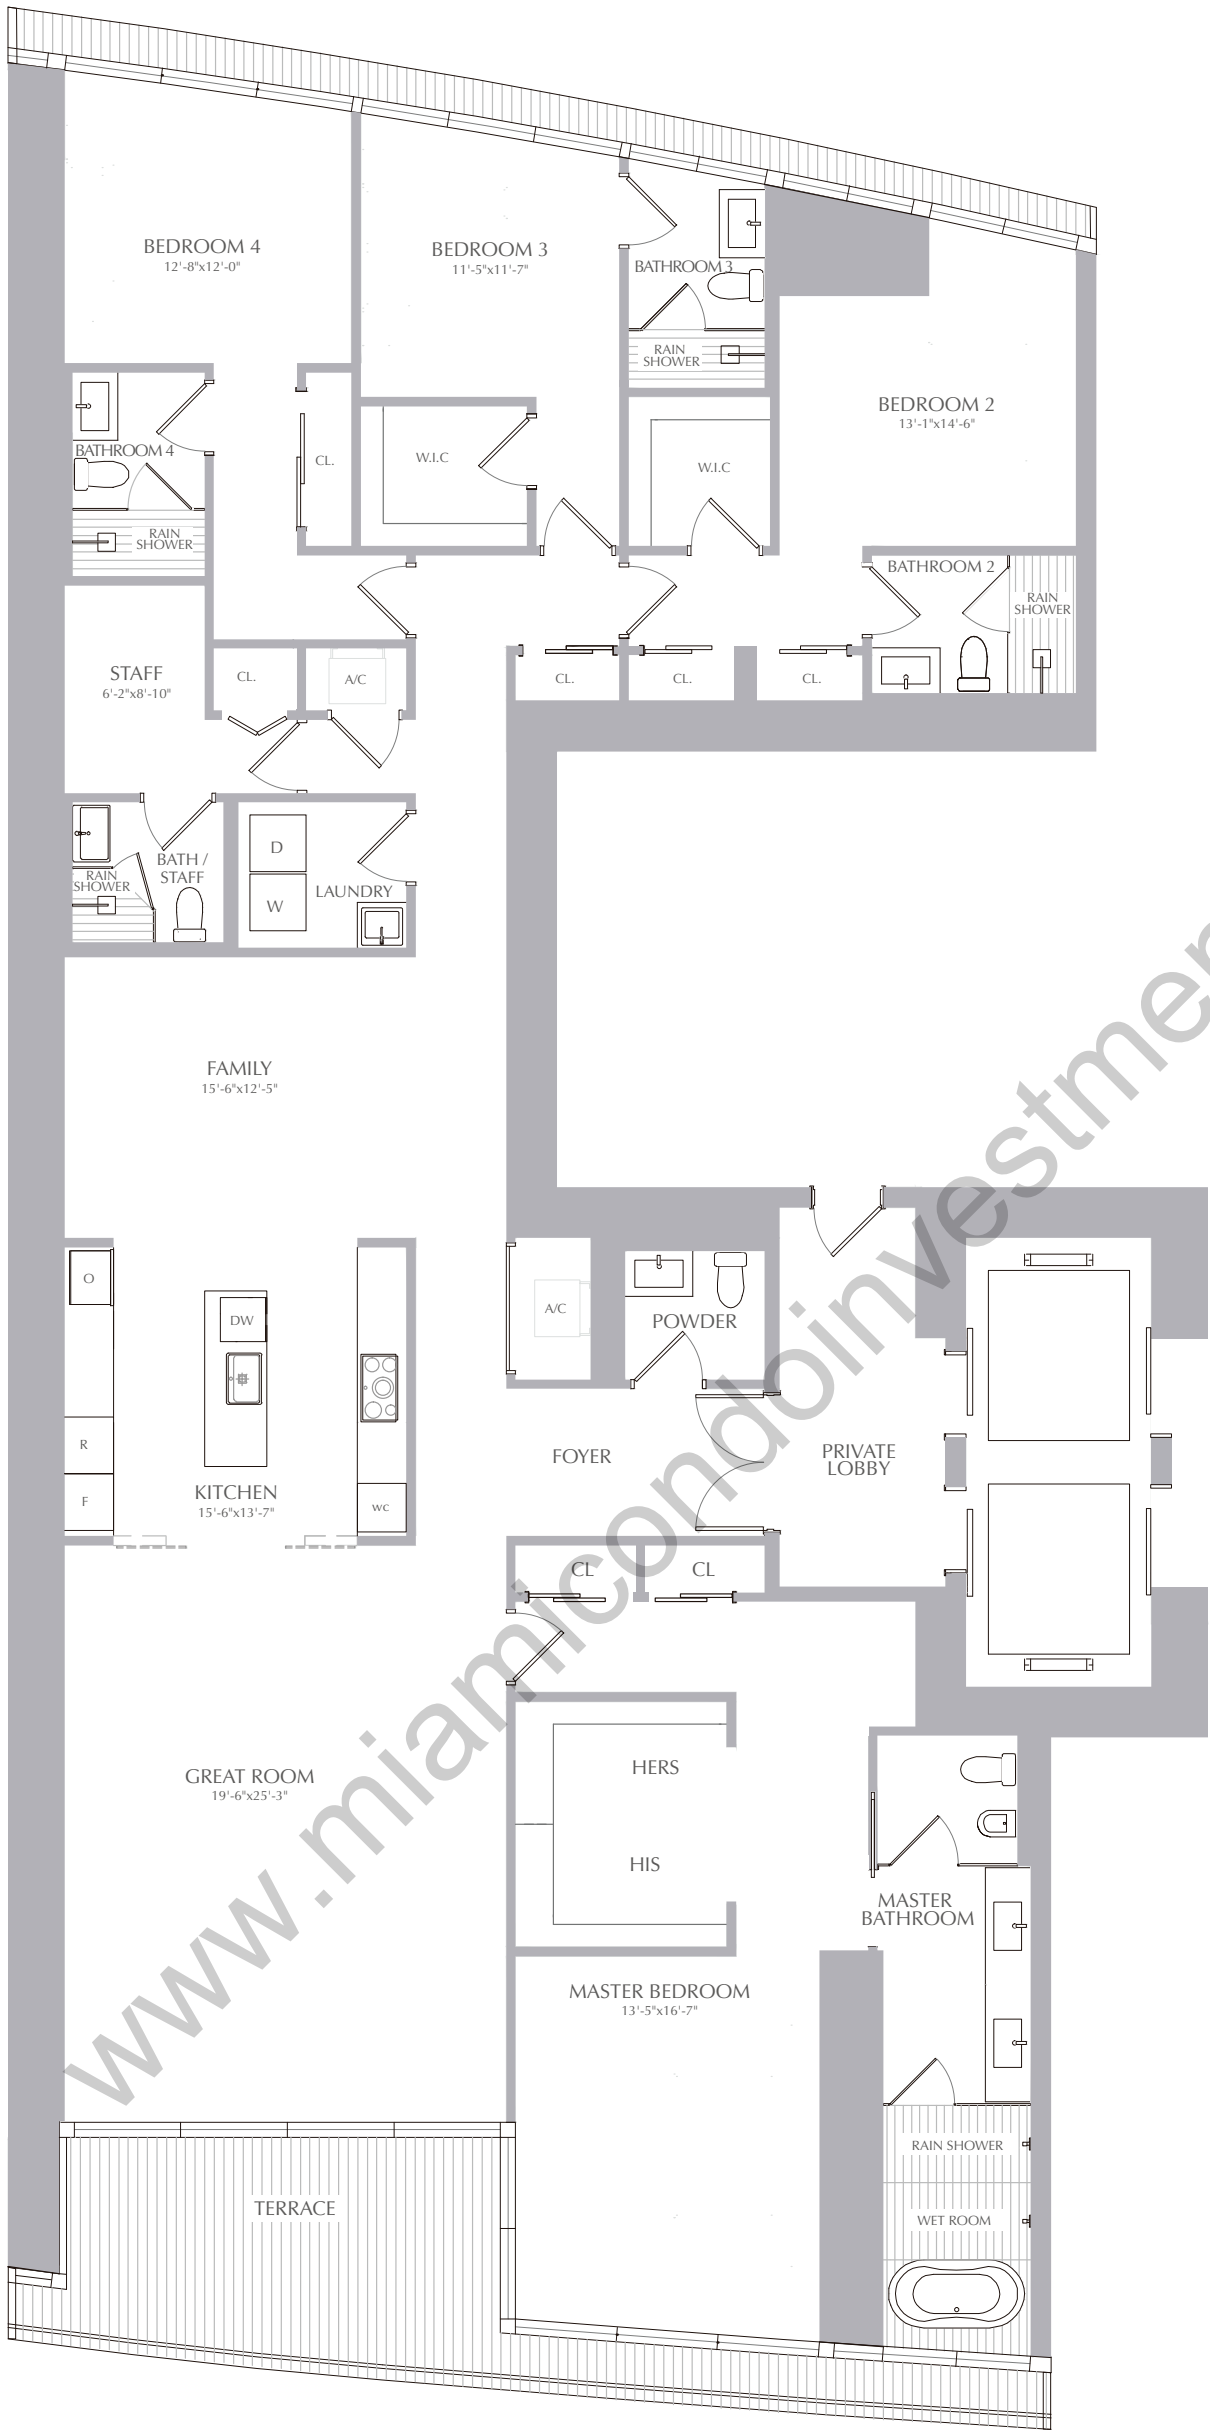 BEDROOM 4
12'-8"x12'-0"
BEDROOM 3
11'-5"x11'-7"
BATHROOM 3
RAIN
SHOWER
BEDROOM 2
13'-1"x14'-6"
BATHROOM 4
RAIN
SHOWER
CL.
W.I.C
W.I.C
BATHROOM 2
RAIN
SHOWER
STAFF
6'-2"x8'-10"
CL.
A/C
CL.
CL.
CL.
BATH /
STAFF
RAIN
SHOWER
D
W
LAUNDRY
FAMILY
15'-6"x12'-5"
O
DW
R
F
KITCHEN
15'-6"x13'-7"
wc
A/C
POWDER
FOYER
PRIVATE
LOBBY
CL
CL
GREAT ROOM
19'-6"x25'-3"
HERS
HIS
MASTER
BATHROOM
MASTER BEDROOM
13'-5"x16'-7"
RAIN SHOWER
WET ROOM
TERRACE
www.miamicondoinvestmen